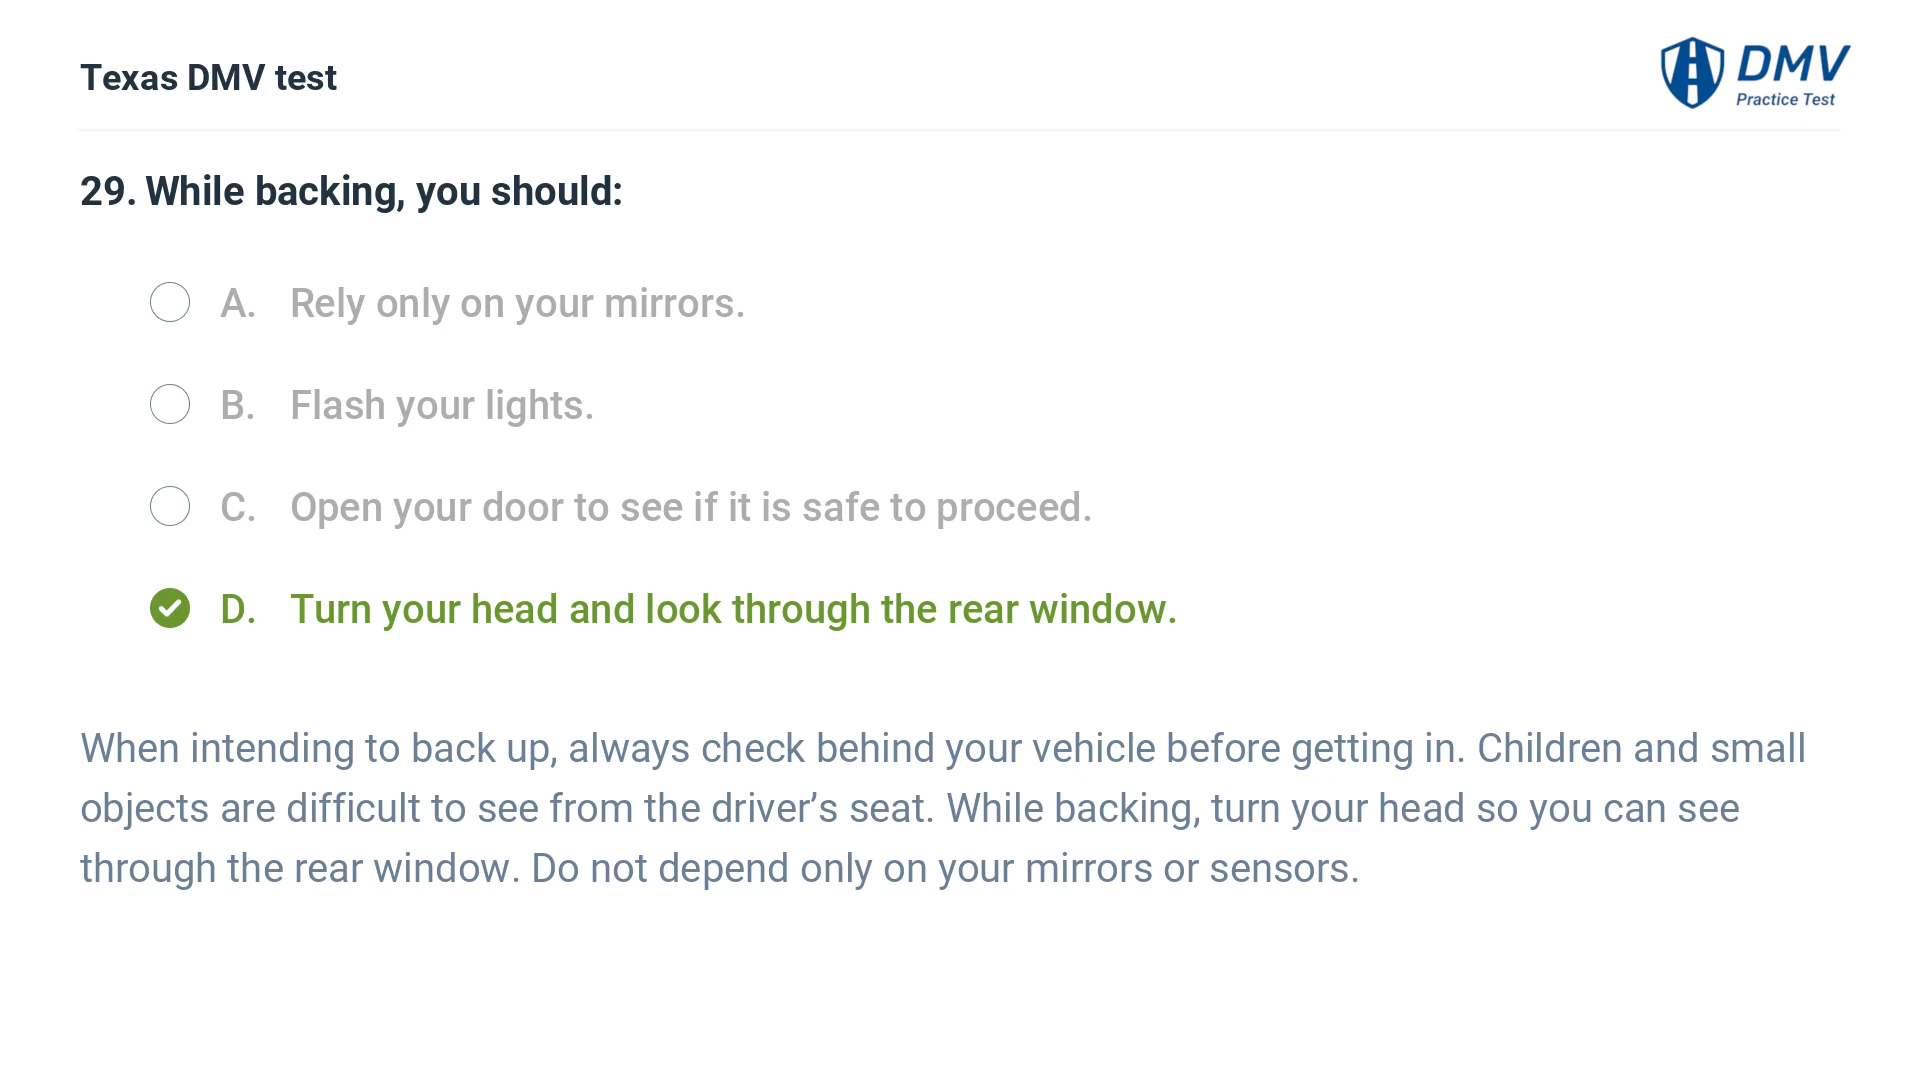 Texas DMV test
DMV
Practice Test
29. While backing, you should:
A. Rely only on your mirrors.
B. Flash your lights.
C. Open your door to see if it is safe to proceed.
D. Turn your head and look through the rear window.
When intending to back up, always check behind your vehicle before getting in. Children and small
objects are difficult to see from the driver’s seat. While backing, turn your head so you can see
through the rear window. Do not depend only on your mirrors or sensors.